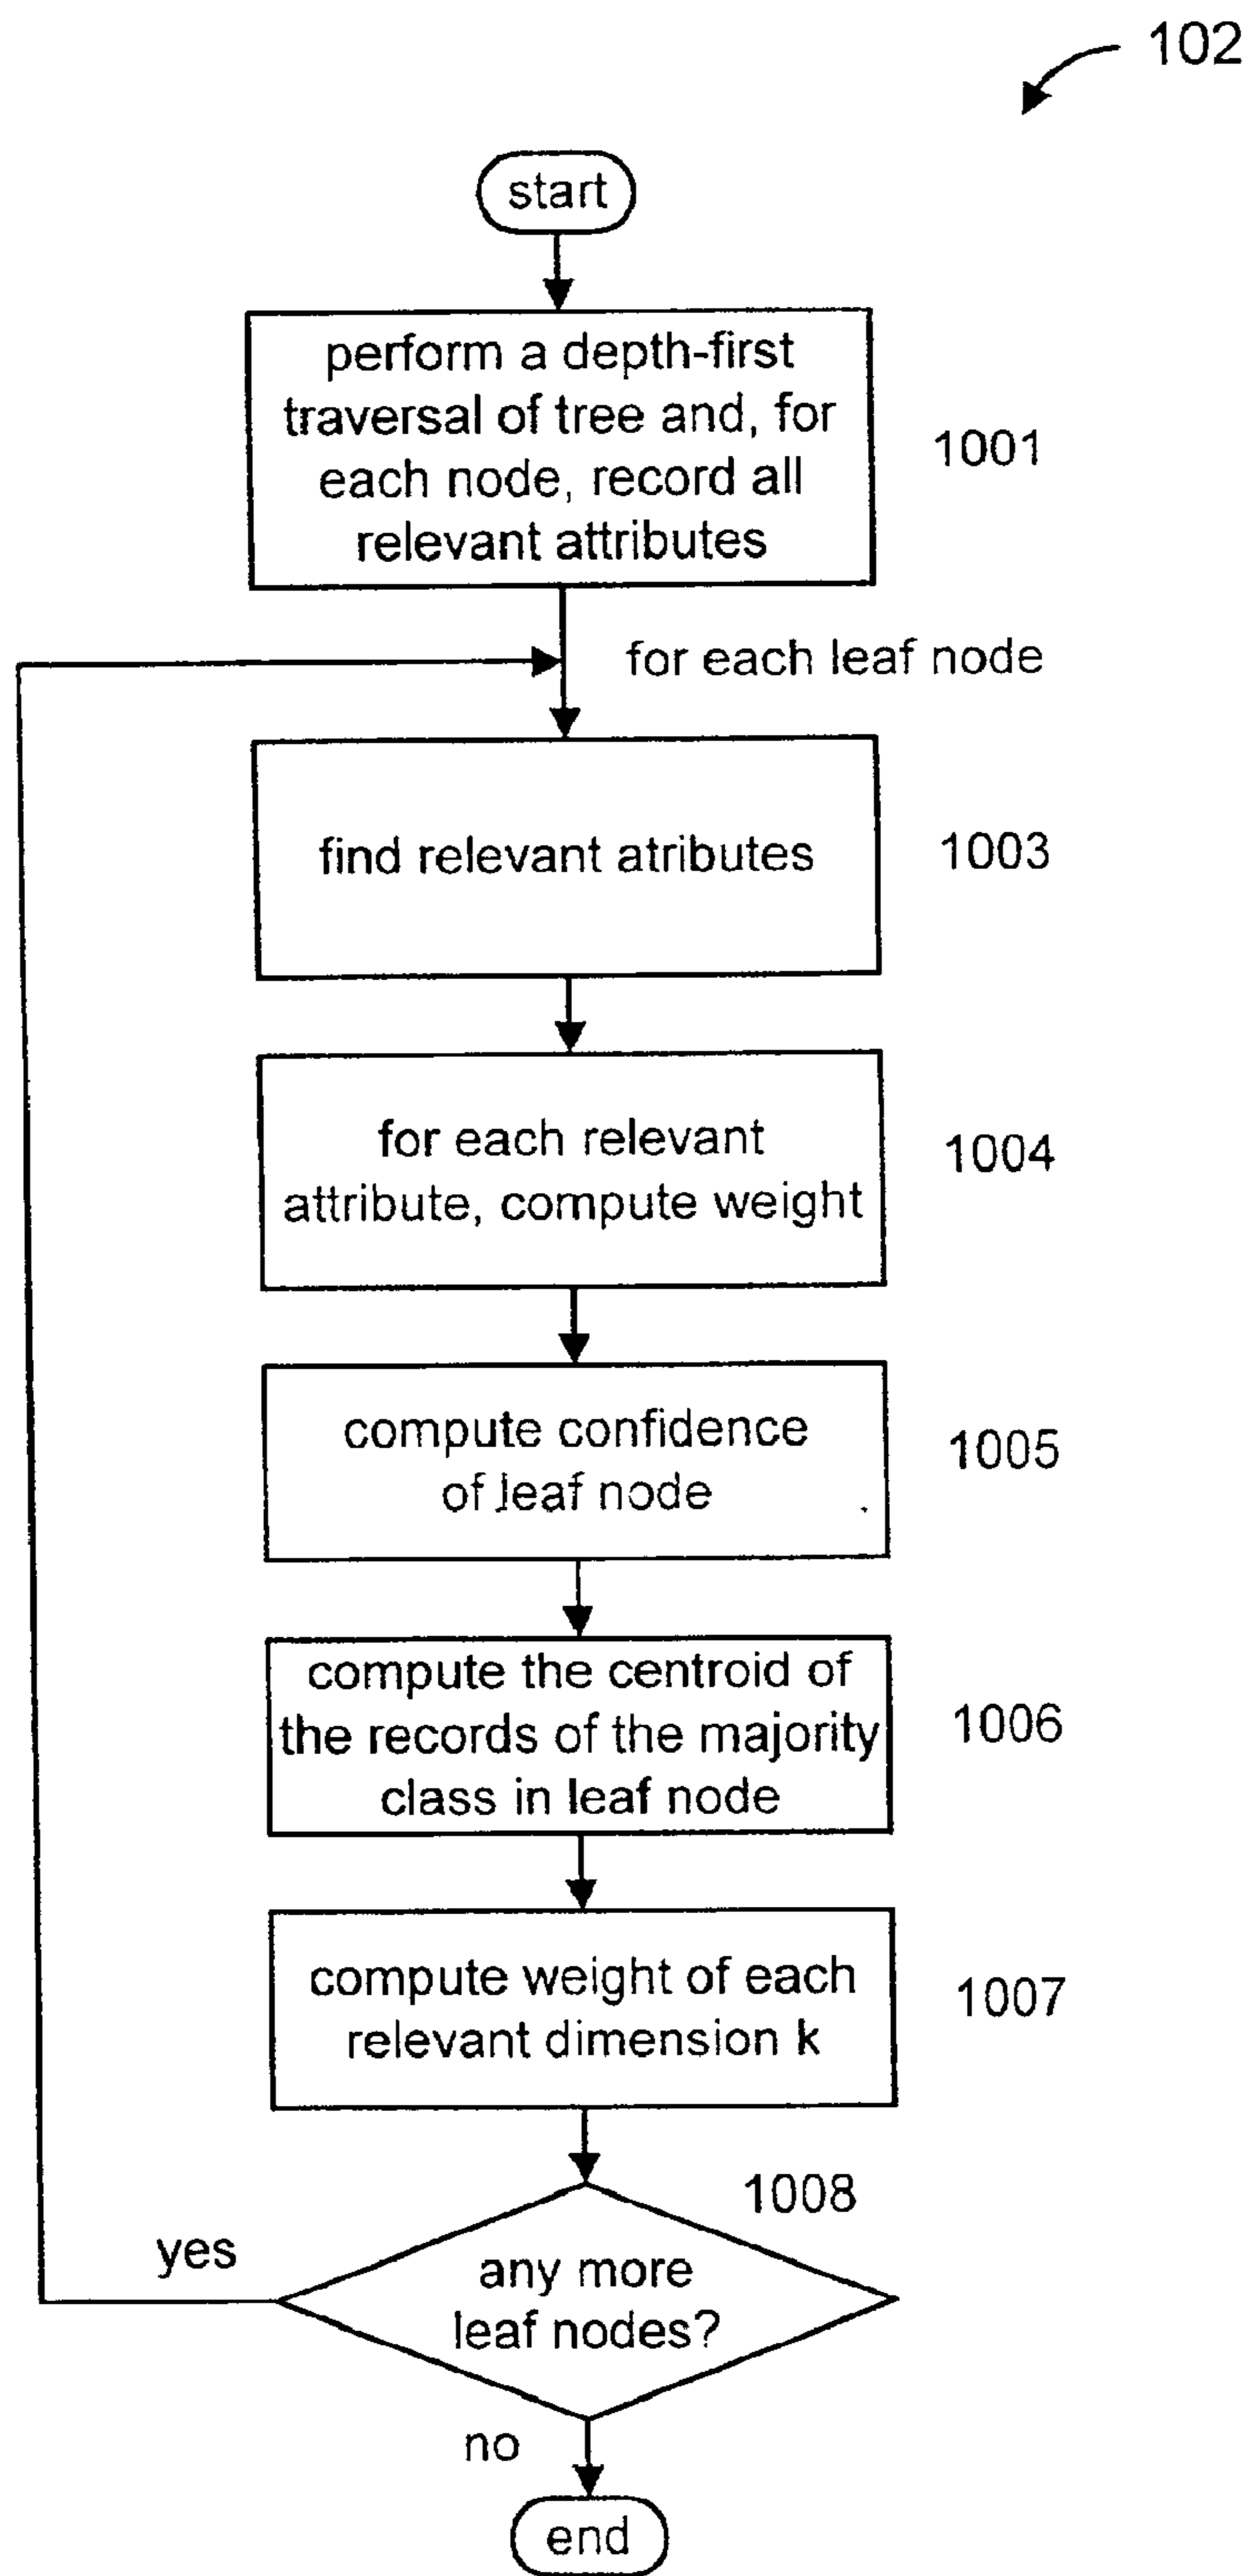 102
start
perform a depth-first
traversal of tree and, for
each node, record all
relevant attributes
1001
for each leaf node
find relevant atributes
1003
for each relevant
attribute, compute weight
1004
compute confidence
of leaf node
1005
compute the centroid of
the records of the majority
class in leaf node
1006
compute weight of each
relevant dimension k
1007
1008
yes
any more
leaf nodes?
no
end